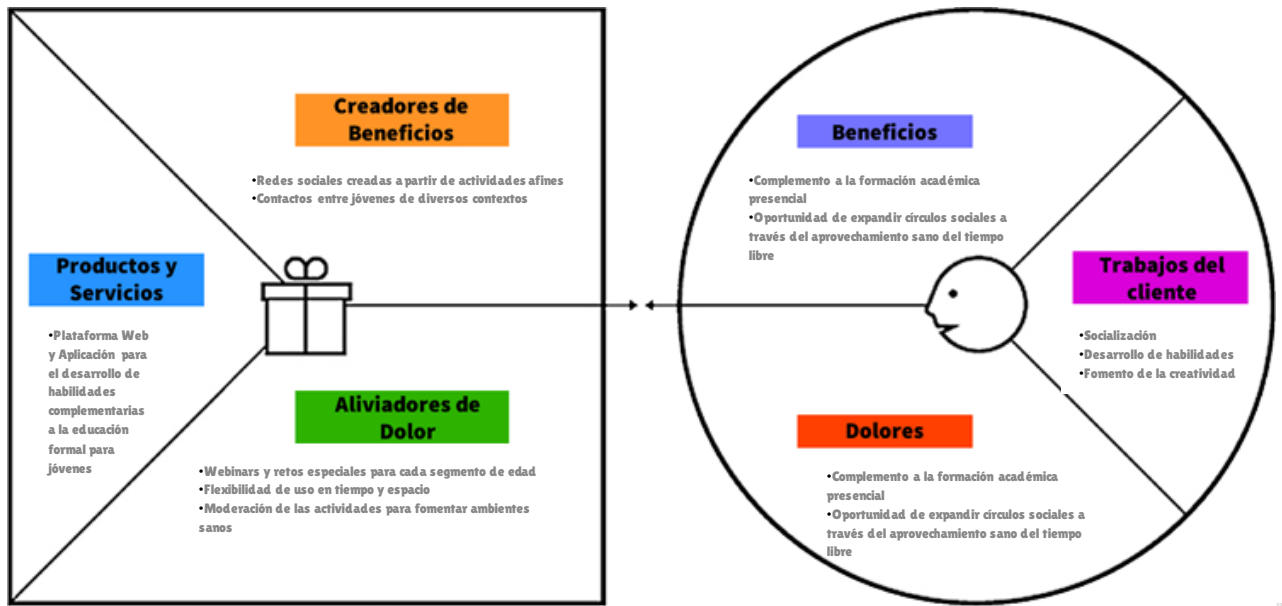 Creadores de
Beneficios
•Redes sociales creadas a partir de actividades afines
•Contactos entre jóvenes de diversos contextos
Productos y
Servicios
•Plataforma Web
y Aplicación para
el desarrollo de
habilidades
complementarias
a la educación
formal para
jóvenes
Aliviadores de
Dolor
•Webinars y retos especiales para cada segmento de edad
•Flexibilidad de uso en tiempo y espacio
•Moderación de las actividades para fomentar ambientes
sanos
Beneficios
•Complemento a la formación académica
presencial
•Oportunidad de expandir círculos sociales a
través del aprovechamiento sano del tiempo
libre
Trabajos del
cliente
•Socialización
•Desarrollo de habilidades
•Fomento de la creatividad
Dolores
•Complemento a la formación académica
presencial
•Oportunidad de expandir círculos sociales a
través del aprovechamiento sano del tiempo
libre